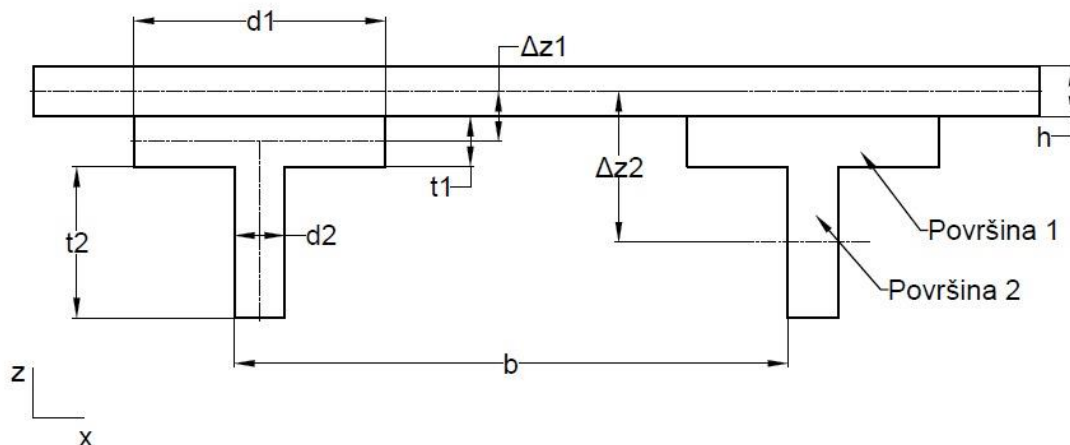 d1
Δz1
h
t1
Δz2
t2
d2
Površina 1
Površina 2
b
z
x